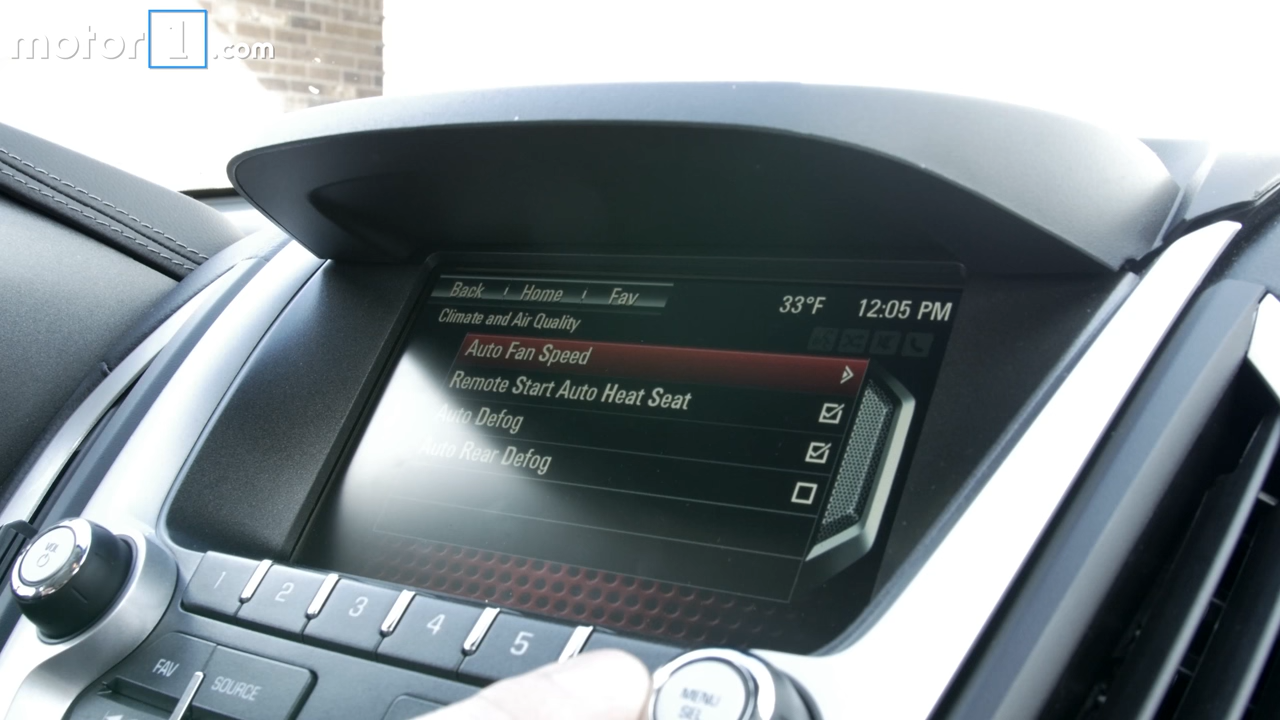 motor1.com
Back Home Fav
33°F 12:05 PM
Climate and Air Quality
Auto Fan Speed
Remote Start Auto Heat Seat
Auto Defog
Auto Rear Defog
VOL
1 2 3 4 5
FAV SOURCE
MENU
SEL